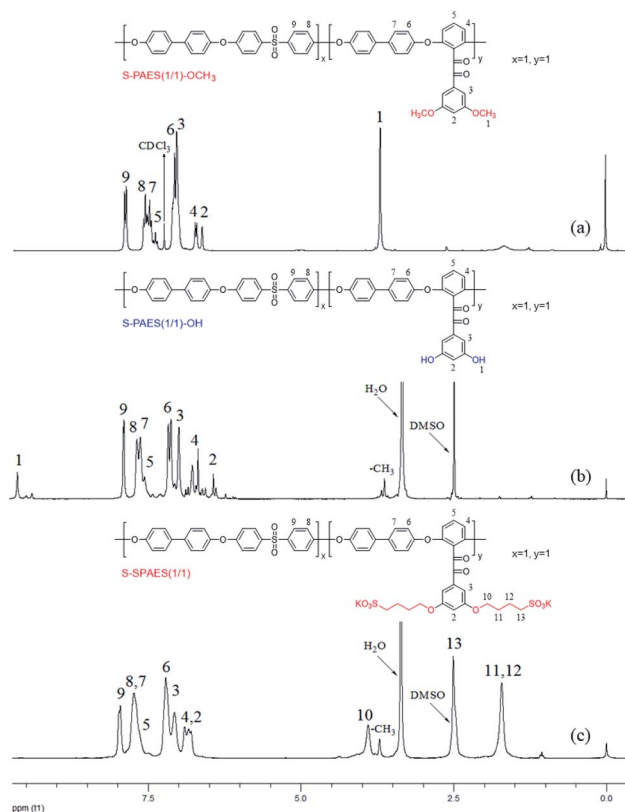 O O S O O O O
9 8 7 6 5 4
x y x=1, y=1
O
O
3
S-PAES(1/1)-OCH₃
H₃CO 2 OCH₃
1
6 3 1
CDCl₃
9 8 7 5 4 2
(a)
O O S O O O O
9 8 7 6 5 4
x y x=1, y=1
O
O
3
S-PAES(1/1)-OH
HO 2 OH
1
H₂O
DMSO
9 8 7 6 3
1 5 4 2 -CH₃ (b)
O O S O O O O
9 8 7 6 5 4
x y x=1, y=1
O
O
S-SPAES(1/1)
3 10 12
KO₃S O 2 O SO₃K
11 13
H₂O
13
6 DMSO 11,12
9 8,7 3
5 4,2 10 -CH₃ (c)
7.5 5.0 2.5 0.0
ppm (t1)